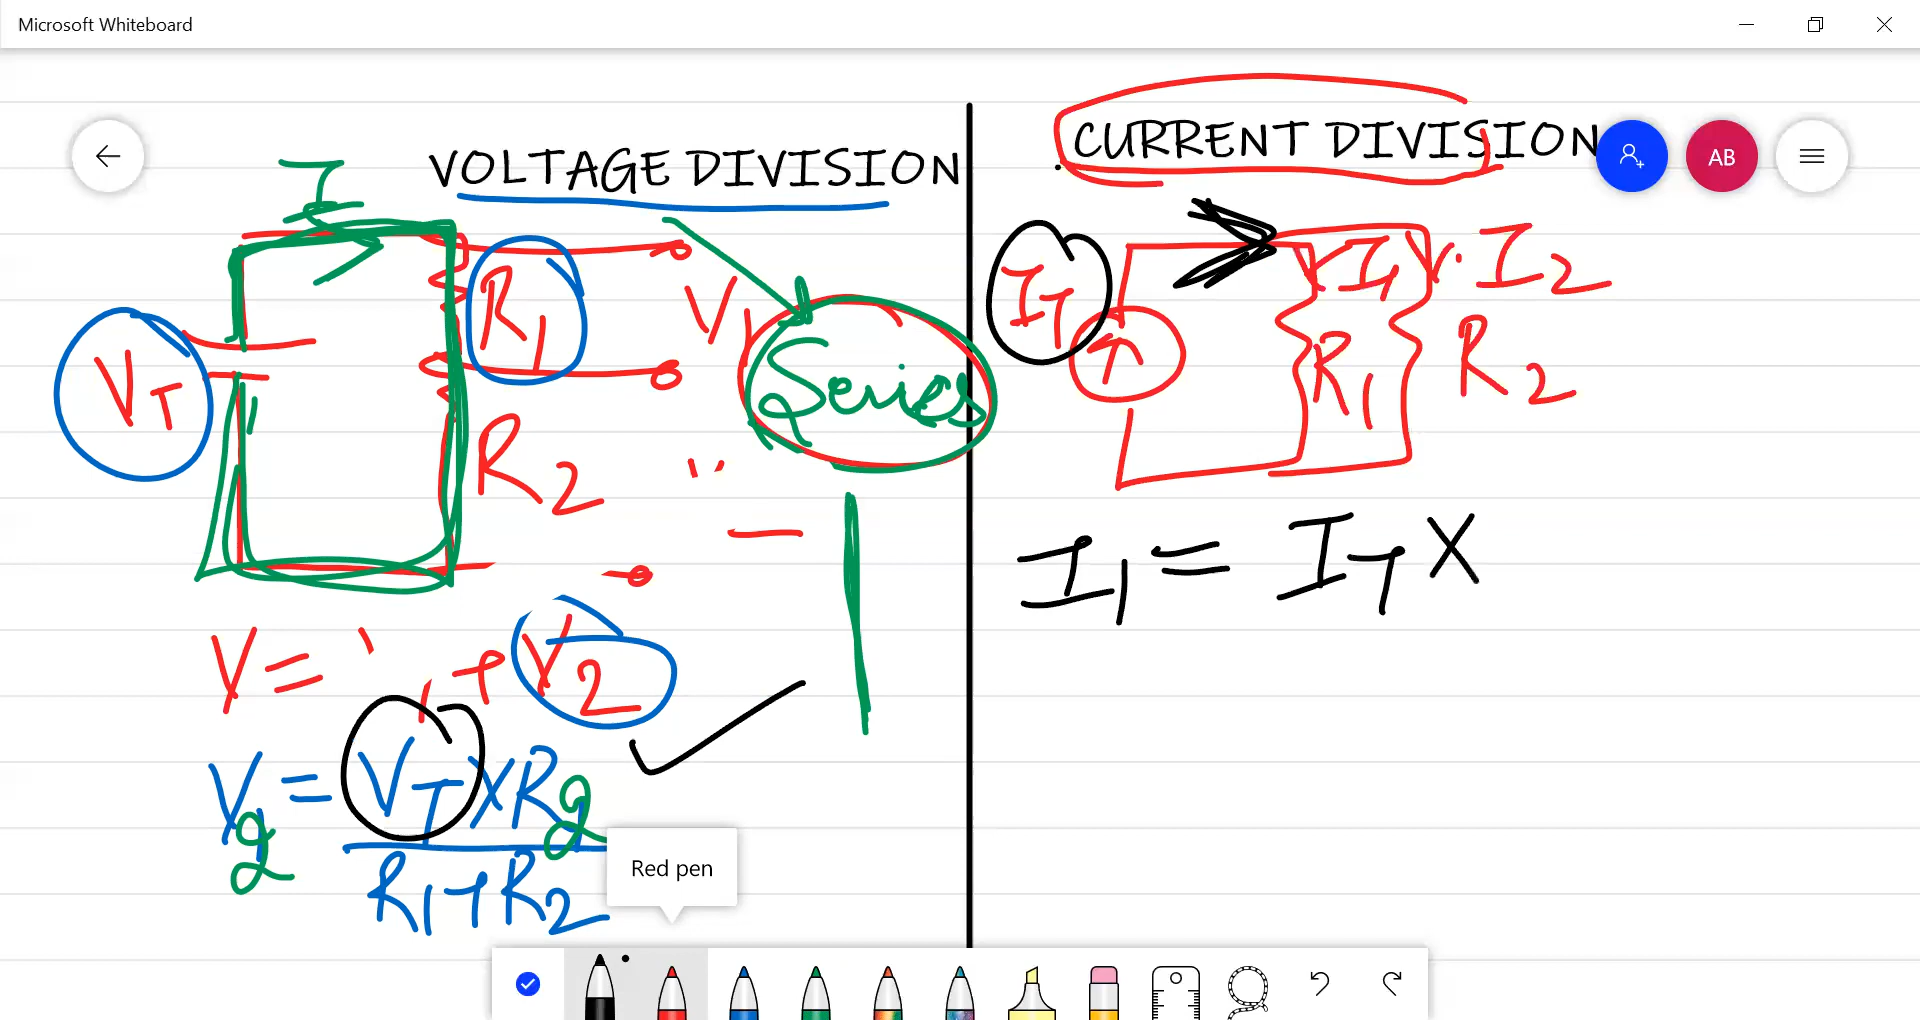 Microsoft Whiteboard
VOLTAGE DIVISION
I
R1
V1
VT
Series
R2
V = 1 + V2
V2 = VT X R2
R1 + R2
CURRENT DIVISION
AB
IT
I1
I2
R1
R2
I1 = IT X
Red pen